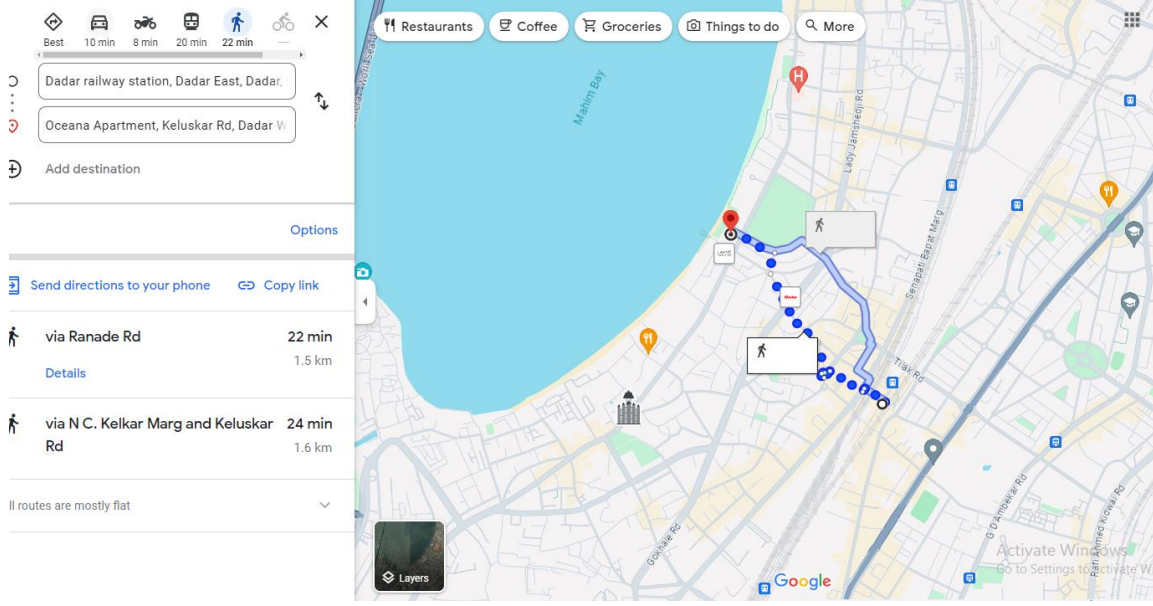 Best
10 min
8 min
20 min
22 min
—
Dadar railway station, Dadar East, Dadar,
Oceana Apartment, Keluskar Rd, Dadar W
Add destination
Options
Send directions to your phone
Copy link
via Ranade Rd
22 min
1.5 km
Details
via N C. Kelkar Marg and Keluskar
Rd
24 min
1.6 km
ll routes are mostly flat
Restaurants
Coffee
Groceries
Things to do
More
Mahim Bay
H
Lady Jamshedji Rd
Senapati Bapat Marg
Tilak Rd
Gokhale Rd
G D Ambekar Rd
Rafi Ahmed Kidwai Rd
Layers
Google
Activate Windows
Go to Settings to activate W